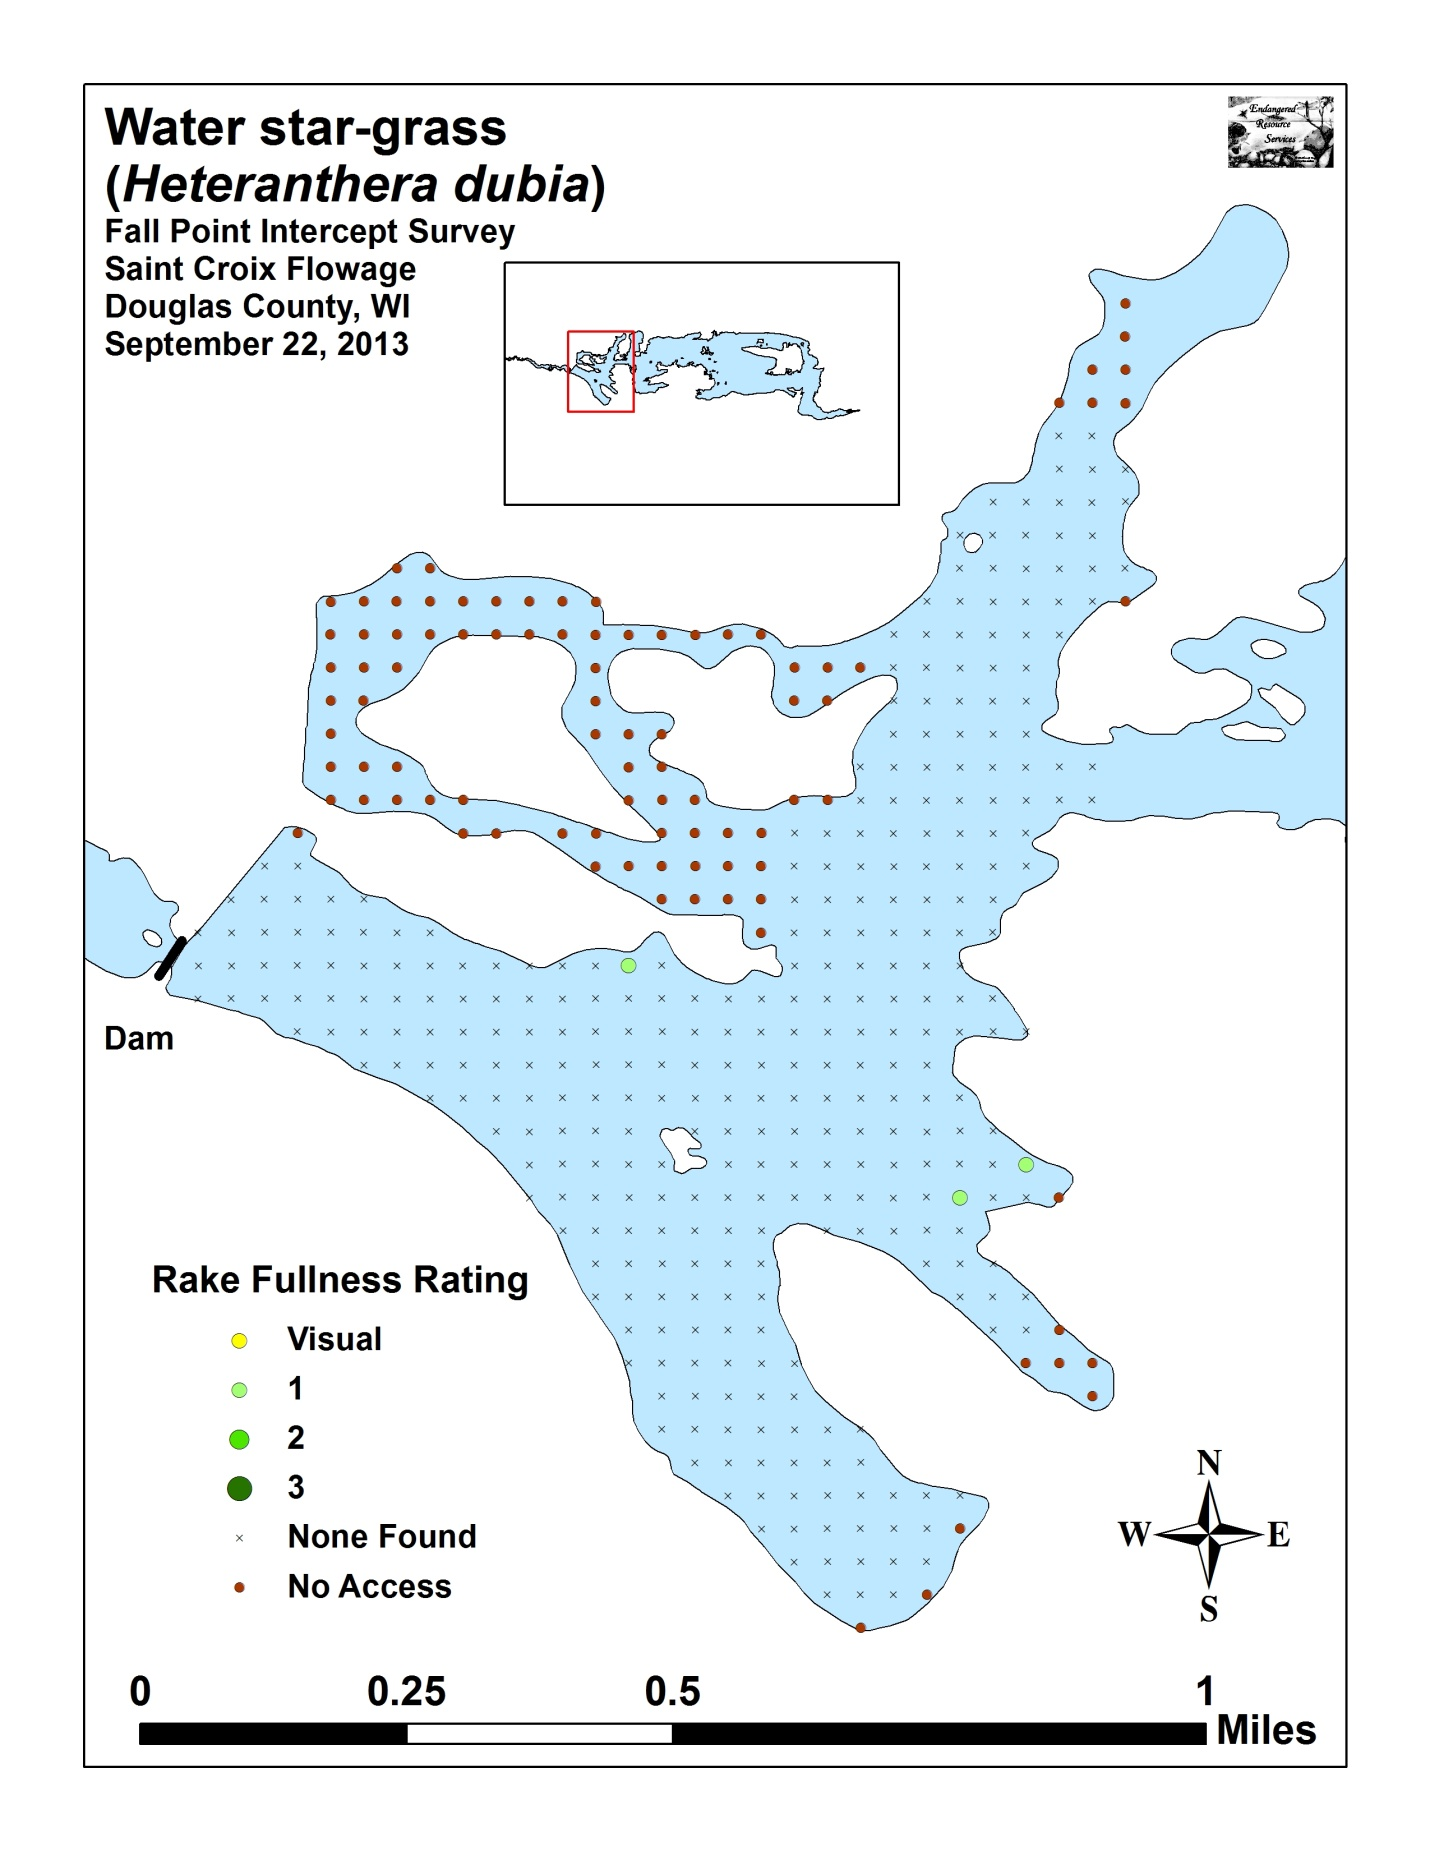 Water star-grass
(Heteranthera dubia)
Fall Point Intercept Survey
Saint Croix Flowage
Douglas County, WI
September 22, 2013
Endangered
Resource
Services
Dam
Rake Fullness Rating
Visual
1
2
3
None Found
No Access
N
W E
S
0 0.25 0.5 1
Miles